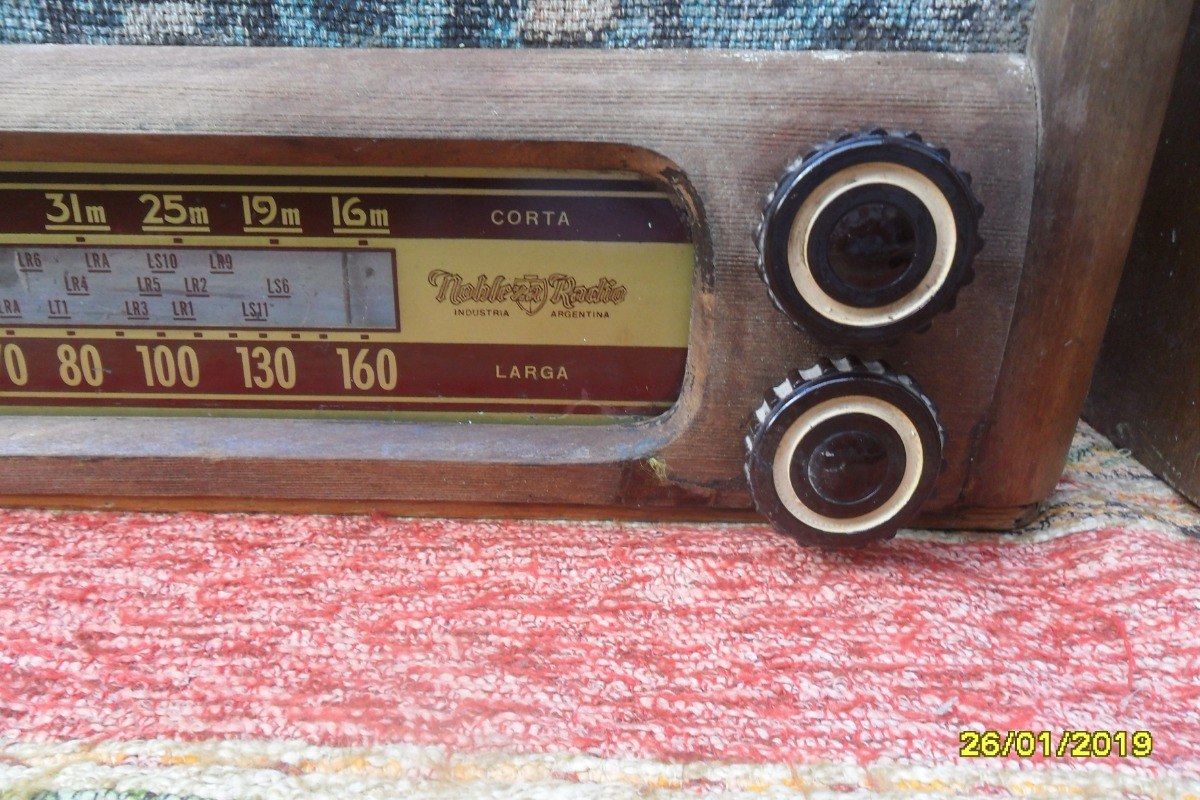 31m 25m 19m 16m CORTA
LR6 LRA LS10 LR9
LR4 LR5 LR2 LS6
LRA LT1 LR3 LR1 LS11
Nobleza Radio
INDUSTRIA ARGENTINA
70 80 100 130 160 LARGA
26/01/2019